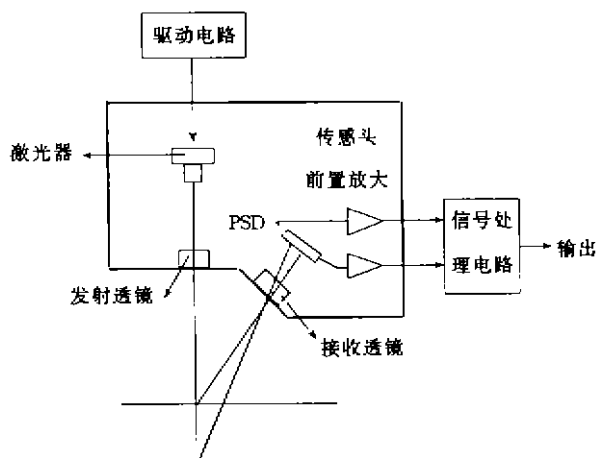 驱动电路
传感头
激光器
前置放大
PSD
信号处
理电路
输出
发射透镜
接收透镜